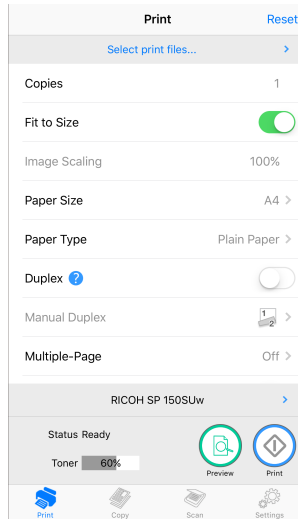 Print Reset
Select print files...
Copies 1
Fit to Size
Image Scaling 100%
Paper Size A4
Paper Type Plain Paper
Duplex ?
Manual Duplex 1 2
Multiple-Page Off
RICOH SP 150SUw
Status Ready
Toner 60%
Preview Print
Print Copy Scan Settings